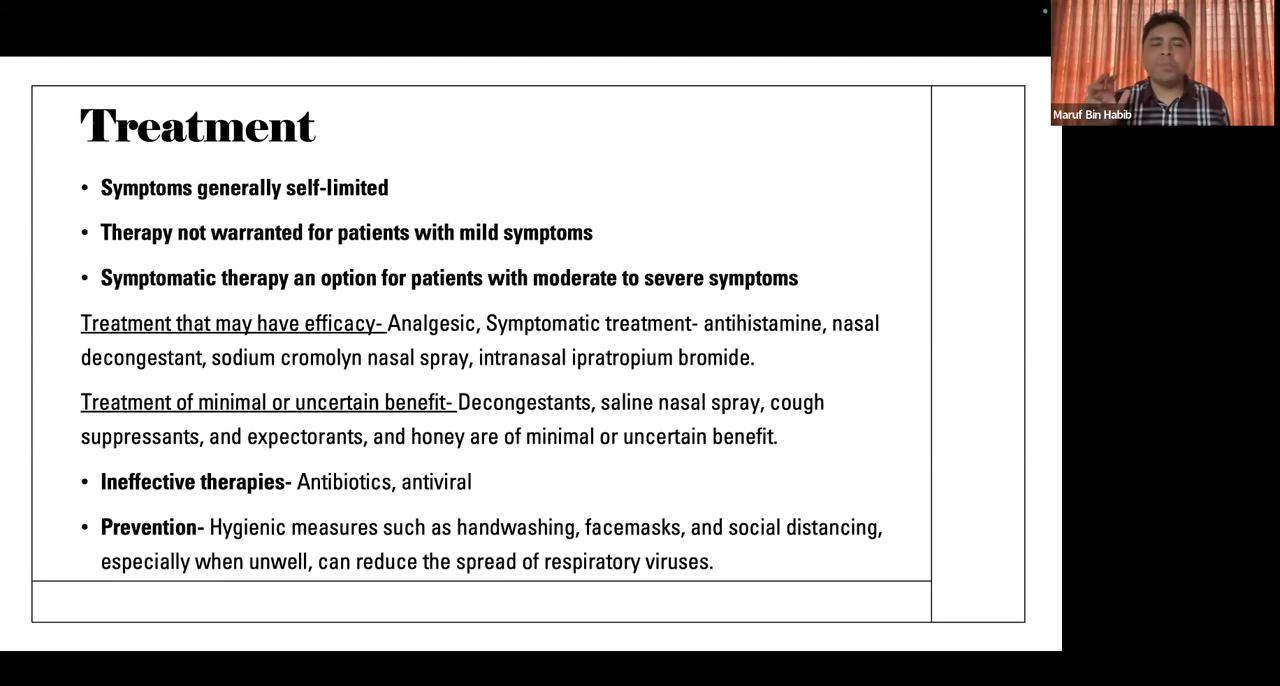 Treatment
• Symptoms generally self-limited
• Therapy not warranted for patients with mild symptoms
• Symptomatic therapy an option for patients with moderate to severe symptoms
Treatment that may have efficacy- Analgesic, Symptomatic treatment- antihistamine, nasal
decongestant, sodium cromolyn nasal spray, intranasal ipratropium bromide.
Treatment of minimal or uncertain benefit- Decongestants, saline nasal spray, cough
suppressants, and expectorants, and honey are of minimal or uncertain benefit.
• Ineffective therapies- Antibiotics, antiviral
• Prevention- Hygienic measures such as handwashing, facemasks, and social distancing,
especially when unwell, can reduce the spread of respiratory viruses.
Maruf Bin Habib